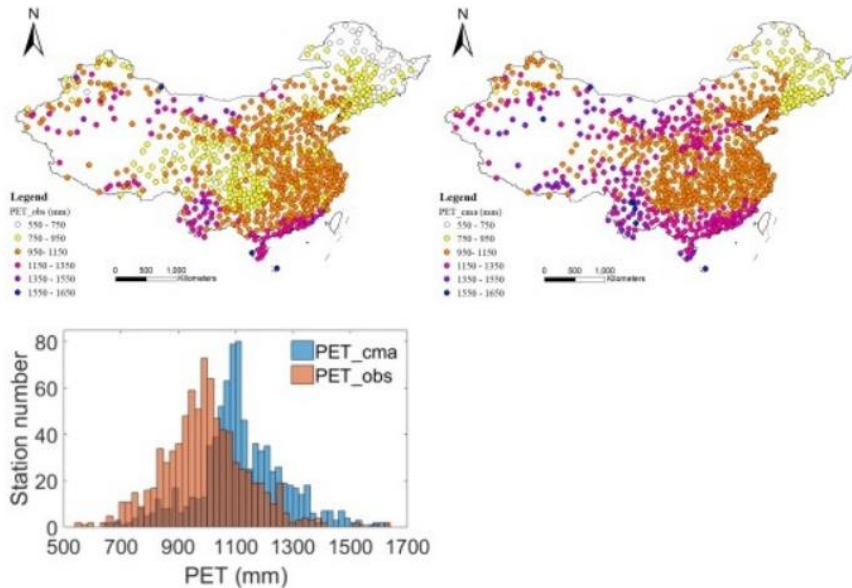 N
Legend
PET_obs (mm)
550 - 750
750 - 950
950- 1150
1150 - 1350
1350 - 1550
1550 - 1650
0 500 1,000
Kilometers
N
Legend
PET_cma (mm)
550 - 750
750 - 950
950 - 1150
1150 - 1350
1350 - 1550
1550 - 1650
0 500 1,000
Kilometers
80
60
40
20
0
Station number
PET_cma
PET_obs
500 700 900 1100 1300 1500 1700
PET (mm)